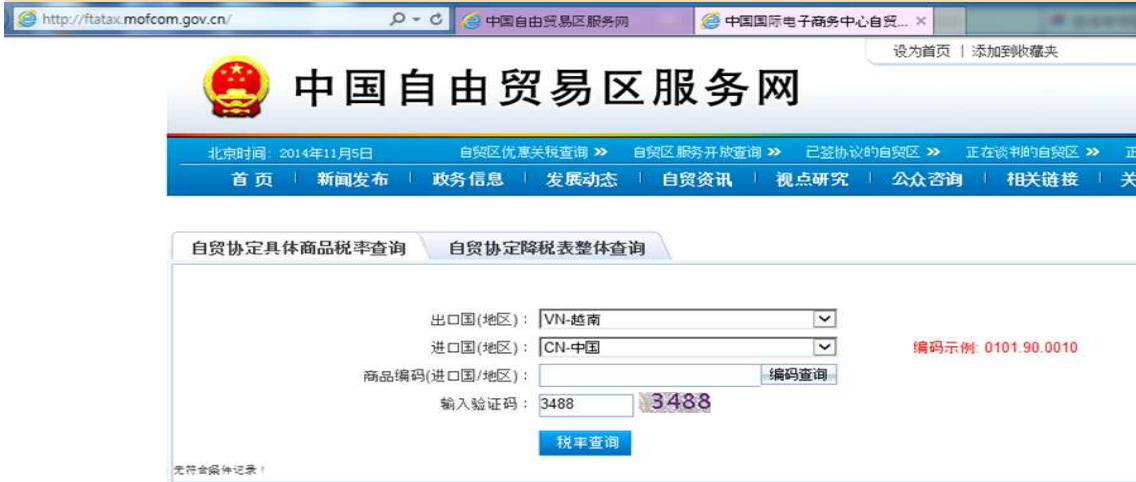 http://ftatax.mofcom.gov.cn/ 中国自由贸易区服务网 中国国际电子商务中心自贸...
设为首页 | 添加到收藏夹
中国自由贸易区服务网
北京时间: 2014年11月5日 自贸区优惠关税查询 >> 自贸区服务开放查询 >> 已签协议的自贸区 >> 正在谈判的自贸区 >> 正
首 页 | 新闻发布 | 政务信息 | 发展动态 | 自贸资讯 | 视点研究 | 公众咨询 | 相关链接 | 关
自贸协定具体商品税率查询 自贸协定降税表整体查询
出口国(地区): VN-越南
进口国(地区): CN-中国 编码示例: 0101.90.0010
商品编码(进口国/地区): 编码查询
输入验证码: 3488 3488
税率查询
无符合条件记录!